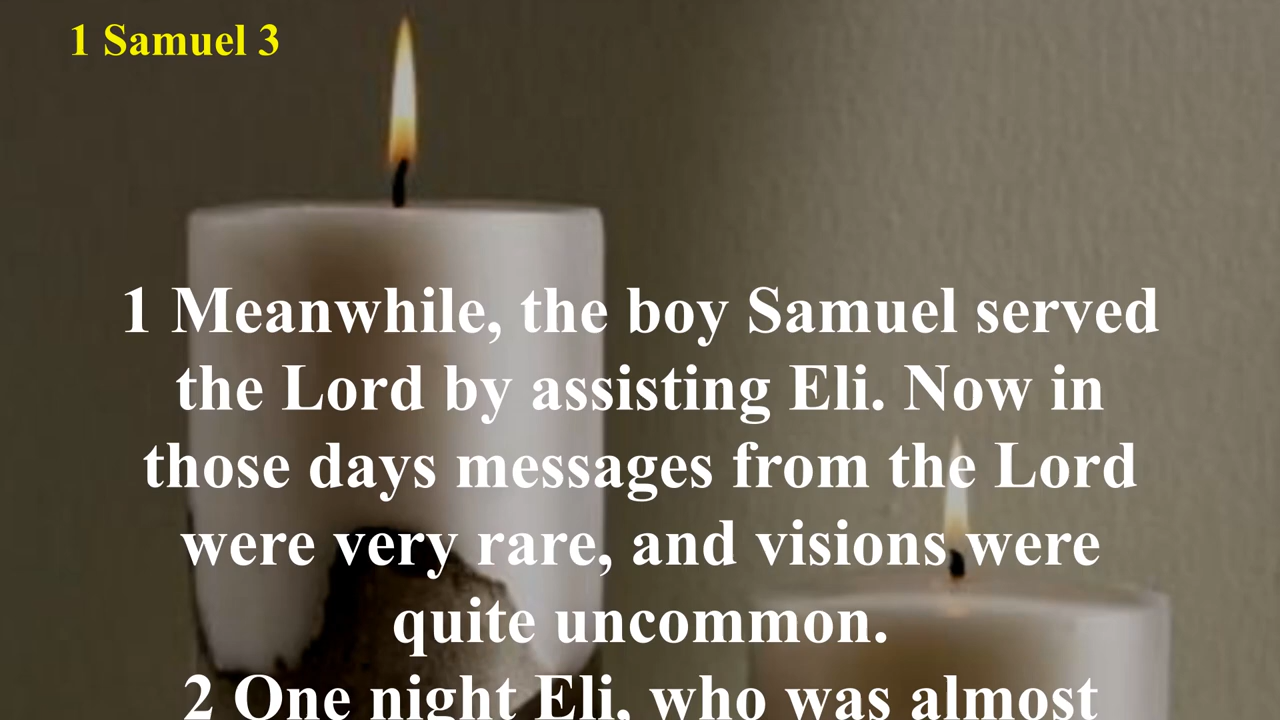 1 Samuel 3
1 Meanwhile, the boy Samuel served
the Lord by assisting Eli. Now in
those days messages from the Lord
were very rare, and visions were
quite uncommon.
2 One night Eli, who was almost